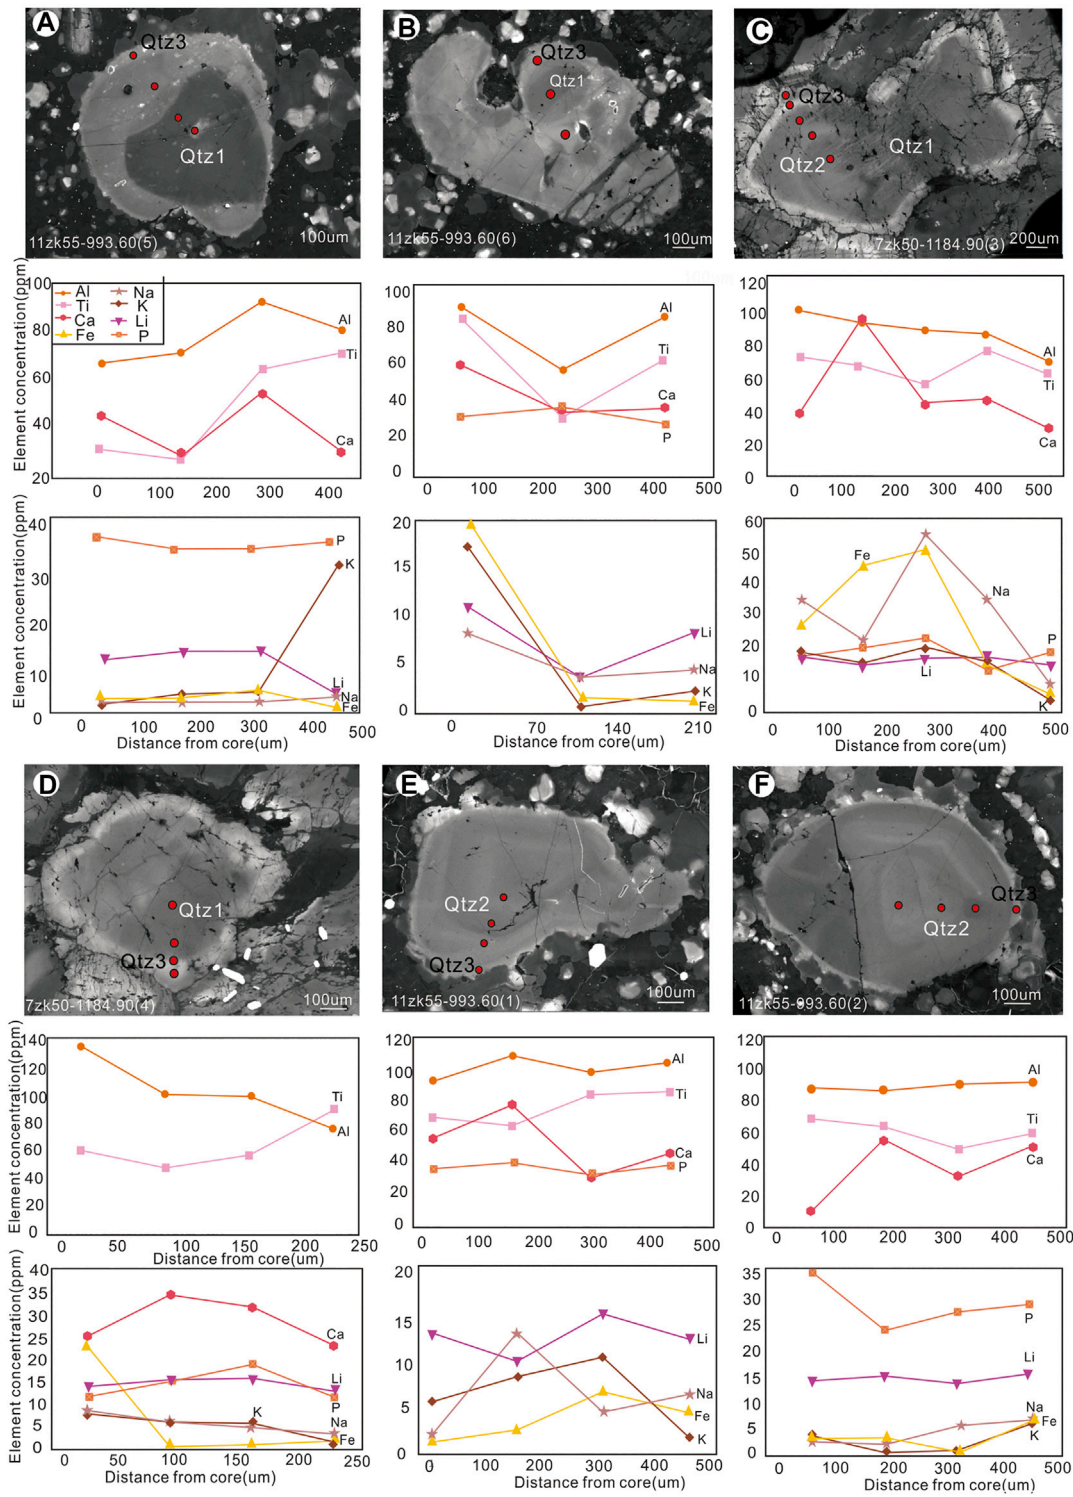 A
Qtz3
Qtz1
11zk55-993.60(5)
100um
B
Qtz3
Qtz1
11zk55-993.60(6)
100um
C
Qtz3
Qtz1
Qtz2
7zk50-1184.90(3)
200um
Element concentration(ppm)
100
80
60
40
20
Al
Ti
Ca
Fe
Na
K
Li
P
Al
Ti
Ca
0 100 200 300 400
100
80
60
40
20
0
Al
Ti
Ca
P
0 100 200 300 400 500
120
100
80
60
40
20
0
Al
Ti
Ca
0 100 200 300 400 500
Element concentration(ppm)
40
30
20
10
0
P
K
Li
Na
Fe
0 100 200 300 400 500
Distance from core(um)
20
15
10
5
0
Li
Na
K
Fe
0 70 140 210
Distance from core(um)
60
50
40
30
20
10
0
Fe
Na
P
Li
K
0 100 200 300 400 500
Distance from core(um)
D
Qtz1
Qtz3
7zk50-1184.90(4)
100um
E
Qtz2
Qtz3
11zk55-993.60(1)
100um
F
Qtz3
Qtz2
11zk55-993.60(2)
100um
Element concentration(ppm)
140
120
100
80
60
40
20
0
Ti
Al
0 50 100 150 200 250
Distance from core(um)
120
100
80
60
40
20
0
Al
Ti
Ca
P
0 100 200 300 400 500
120
100
80
60
40
20
0
Al
Ti
Ca
0 100 200 300 400 500
Element concentration(ppm)
40
35
30
25
20
15
10
5
0
Ca
Li
P
K
Na
Fe
0 50 100 150 200 250
Distance from core(um)
20
15
10
5
0
Li
Na
Fe
K
0 100 200 300 400 500
Distance from core(um)
35
30
25
20
15
10
5
0
P
Li
Na
Fe
K
0 100 200 300 400 500
Distance from core(um)